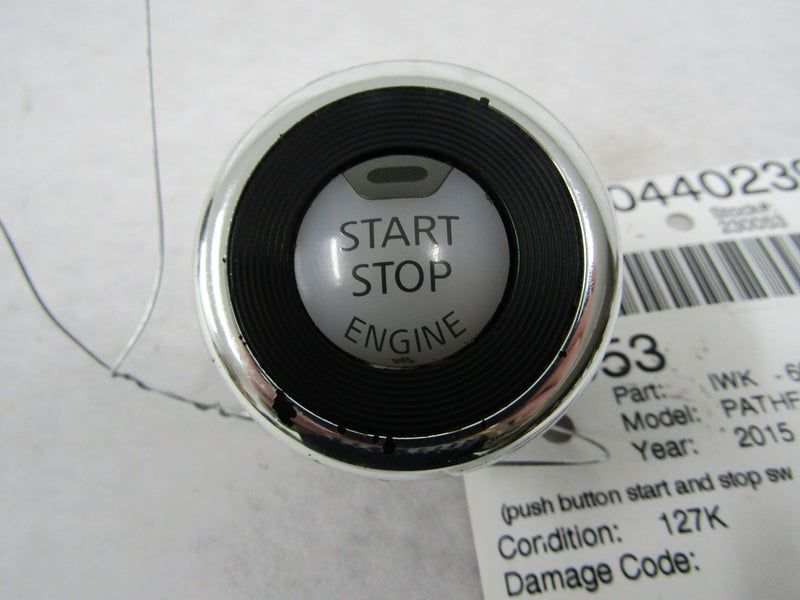 START
STOP
ENGINE
044023
Stock#:
230053
53
Part: IWK -6
Model: PATHF
Year: 2015
(push button start and stop sw
Condition: 127K
Damage Code: